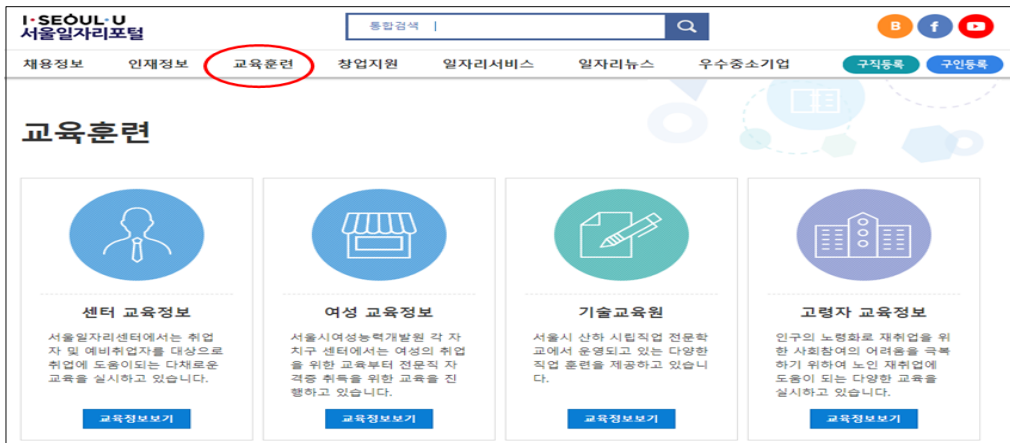 I·SEOUL·U
서울일자리포털
통합검색
B f
채용정보 인재정보 교육훈련 창업지원 일자리서비스 일자리뉴스 우수중소기업 구직등록 구인등록
교육훈련
센터 교육정보
서울일자리센터에서는 취업
자 및 예비취업자를 대상으로
취업에 도움이되는 다채로운
교육을 실시하고 있습니다.
교육정보보기
여성 교육정보
서울시여성능력개발원 각 자
치구 센터에서는 여성의 취업
을 위한 교육부터 전문직 자
격증 취득을 위한 교육을 진
행하고 있습니다.
교육정보보기
기술교육원
서울시 산하 시립직업 전문학
교에서 운영되고 있는 다양한
직업 훈련을 제공하고 있습니
다.
교육정보보기
고령자 교육정보
인구의 노령화로 재취업을 위
한 사회참여의 어려움을 극복
하기 위하여 노인 재취업에
도움이 되는 다양한 교육을
실시하고 있습니다.
교육정보보기